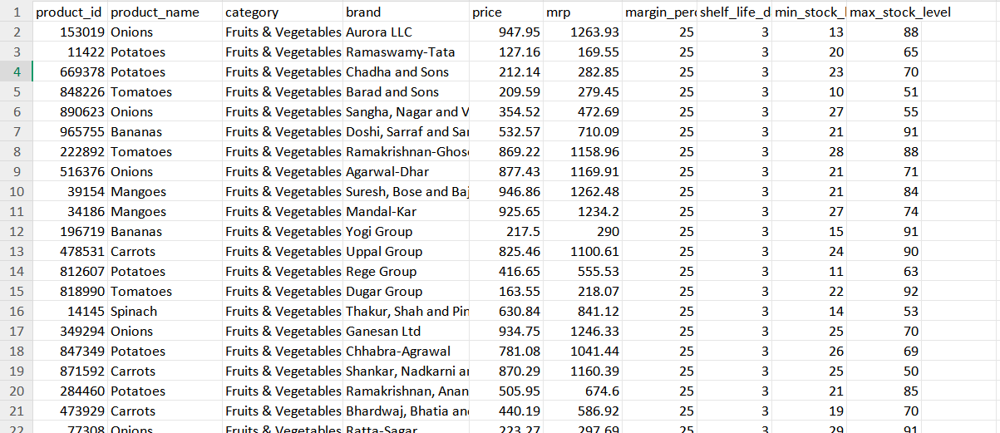 1 product_id product_name category brand price mrp margin_perc shelf_life_d min_stock_l max_stock_level
2 153019 Onions Fruits & Vegetables Aurora LLC 947.95 1263.93 25 3 13 88
3 11422 Potatoes Fruits & Vegetables Ramaswamy-Tata 127.16 169.55 25 3 20 65
4 669378 Potatoes Fruits & Vegetables Chadha and Sons 212.14 282.85 25 3 23 70
5 848226 Tomatoes Fruits & Vegetables Barad and Sons 209.59 279.45 25 3 10 51
6 890623 Onions Fruits & Vegetables Sangha, Nagar and V 354.52 472.69 25 3 27 55
7 965755 Bananas Fruits & Vegetables Doshi, Sarraf and Sar 532.57 710.09 25 3 21 91
8 222892 Tomatoes Fruits & Vegetables Ramakrishnan-Ghos 869.22 1158.96 25 3 28 88
9 516376 Onions Fruits & Vegetables Agarwal-Dhar 877.43 1169.91 25 3 21 71
10 39154 Mangoes Fruits & Vegetables Suresh, Bose and Baj 946.86 1262.48 25 3 21 84
11 34186 Mangoes Fruits & Vegetables Mandal-Kar 925.65 1234.2 25 3 27 74
12 196719 Bananas Fruits & Vegetables Yogi Group 217.5 290 25 3 15 91
13 478531 Carrots Fruits & Vegetables Uppal Group 825.46 1100.61 25 3 24 90
14 812607 Potatoes Fruits & Vegetables Rege Group 416.65 555.53 25 3 11 63
15 818990 Tomatoes Fruits & Vegetables Dugar Group 163.55 218.07 25 3 22 92
16 14145 Spinach Fruits & Vegetables Thakur, Shah and Pin 630.84 841.12 25 3 14 53
17 349294 Onions Fruits & Vegetables Ganesan Ltd 934.75 1246.33 25 3 25 70
18 847349 Potatoes Fruits & Vegetables Chhabra-Agrawal 781.08 1041.44 25 3 26 69
19 871592 Carrots Fruits & Vegetables Shankar, Nadkarni a 870.29 1160.39 25 3 25 50
20 284460 Potatoes Fruits & Vegetables Ramakrishnan, Anan 505.95 674.6 25 3 21 85
21 473929 Carrots Fruits & Vegetables Bhardwaj, Bhatia an 440.19 586.92 25 3 19 70
22 77308 Onions Fruits & Vegetables Ratta-Sagar 223.27 297.69 25 3 29 91